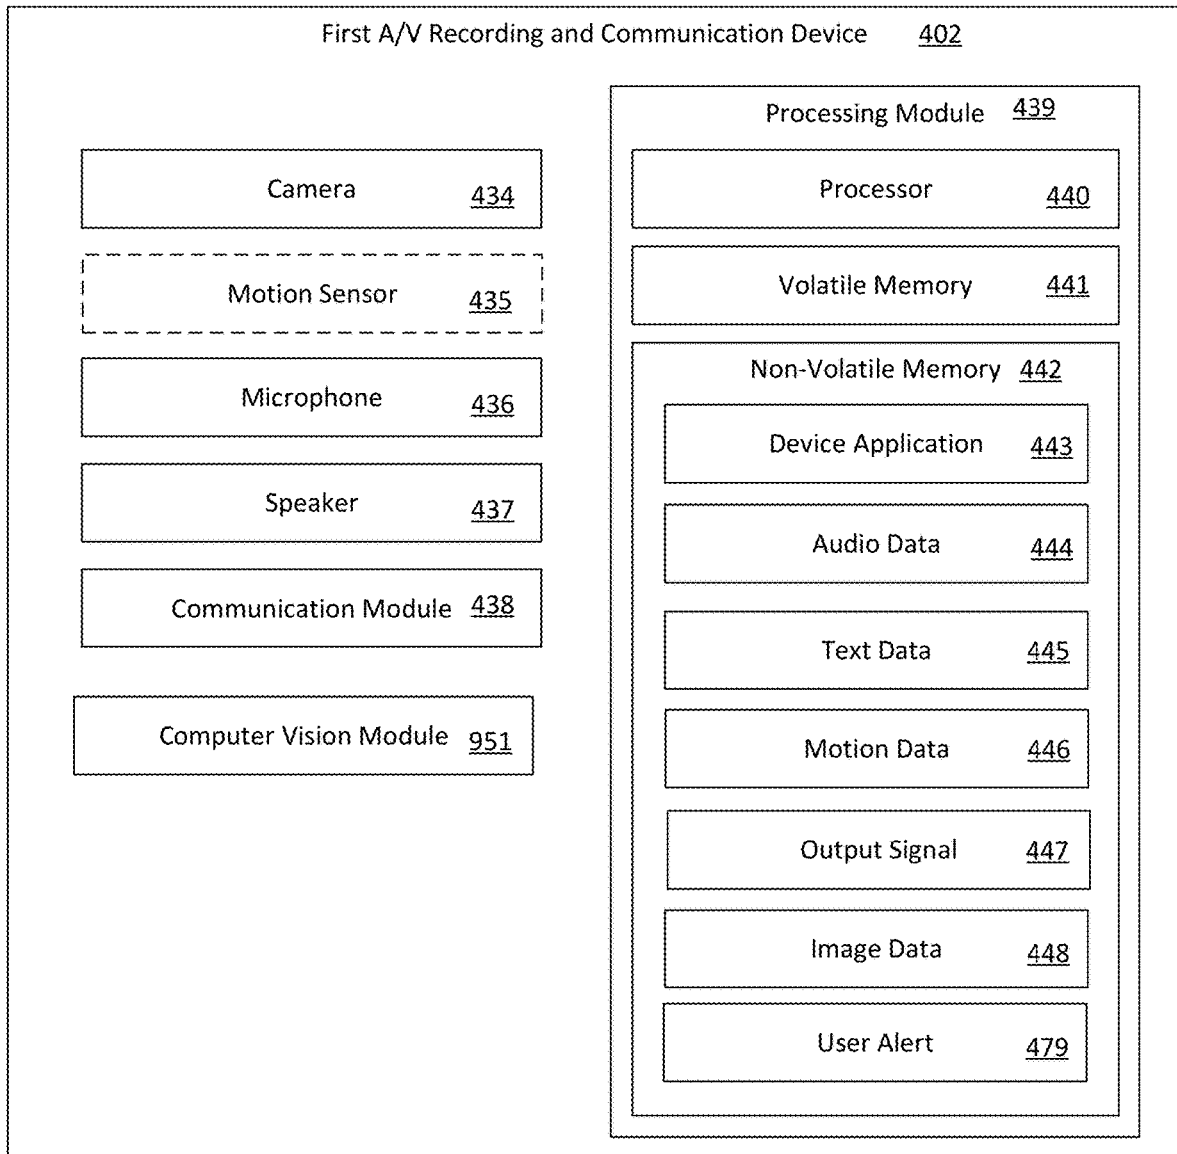 First A/V Recording and Communication Device 402
Camera 434
Motion Sensor 435
Microphone 436
Speaker 437
Communication Module 438
Computer Vision Module 951
Processing Module 439
Processor 440
Volatile Memory 441
Non-Volatile Memory 442
Device Application 443
Audio Data 444
Text Data 445
Motion Data 446
Output Signal 447
Image Data 448
User Alert 479